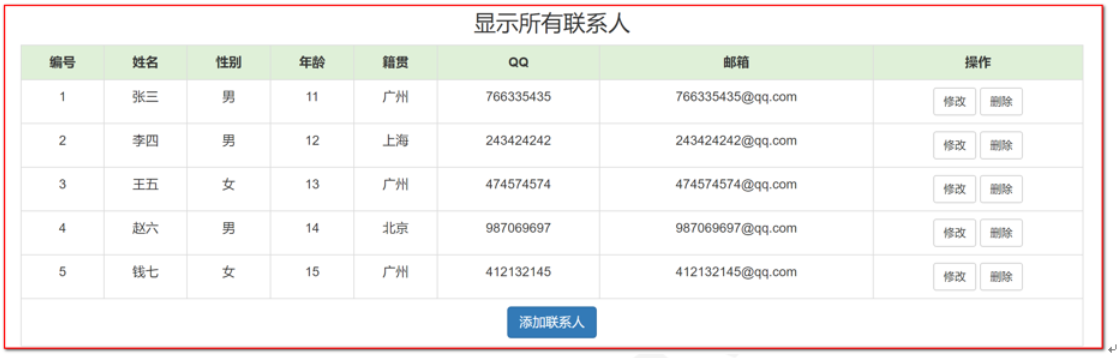 显示所有联系人
编号 姓名 性别 年龄 籍贯 QQ 邮箱 操作
1 张三 男 11 广州 766335435 766335435@qq.com 修改 删除
2 李四 男 12 上海 243424242 243424242@qq.com 修改 删除
3 王五 女 13 广州 474574574 474574574@qq.com 修改 删除
4 赵六 男 14 北京 987069697 987069697@qq.com 修改 删除
5 钱七 女 15 广州 412132145 412132145@qq.com 修改 删除
添加联系人